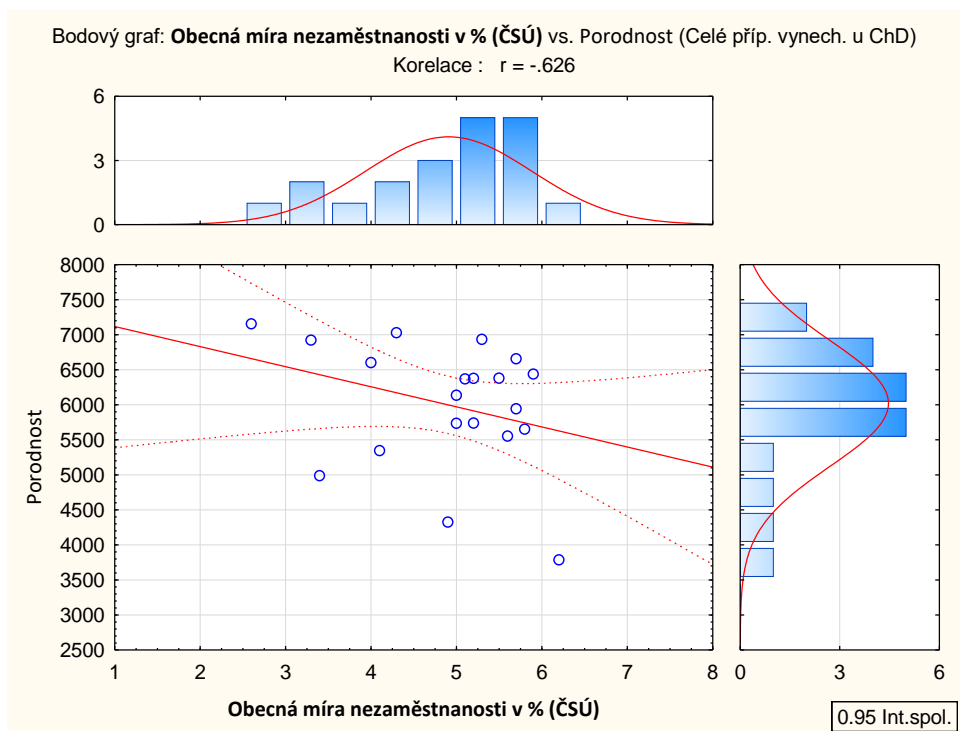 Bodový graf: Obecná míra nezaměstnanosti v % (ČSÚ) vs. Porodnost (Celé příp. vynech. u ChD)
Korelace : r = -.626
6
3
0
8000
7500
7000
6500
6000
5500
5000
4500
4000
3500
3000
2500
Porodnost
1 2 3 4 5 6 7 8
0 3 6
Obecná míra nezaměstnanosti v % (ČSÚ)
0.95 Int.spol.